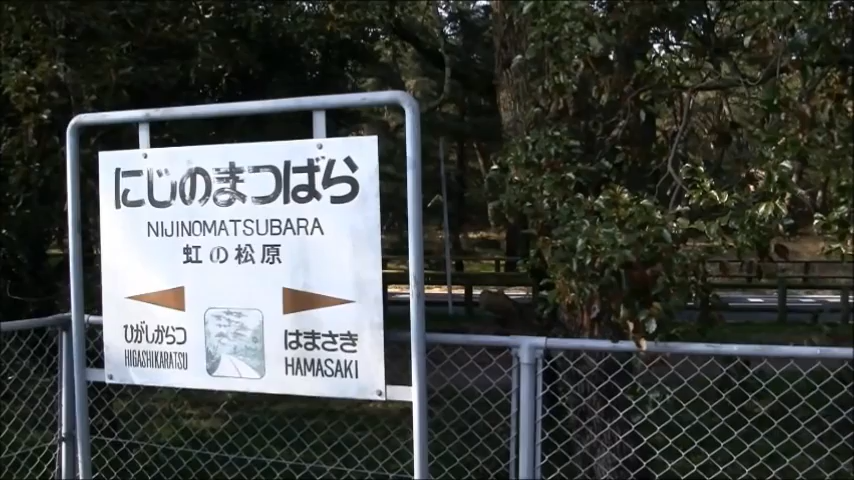 にじのまつばら
NIJINOMATSUBARA
虹の松原
ひがしからつ
HIGASHIKARATSU
はまさき
HAMASAKI